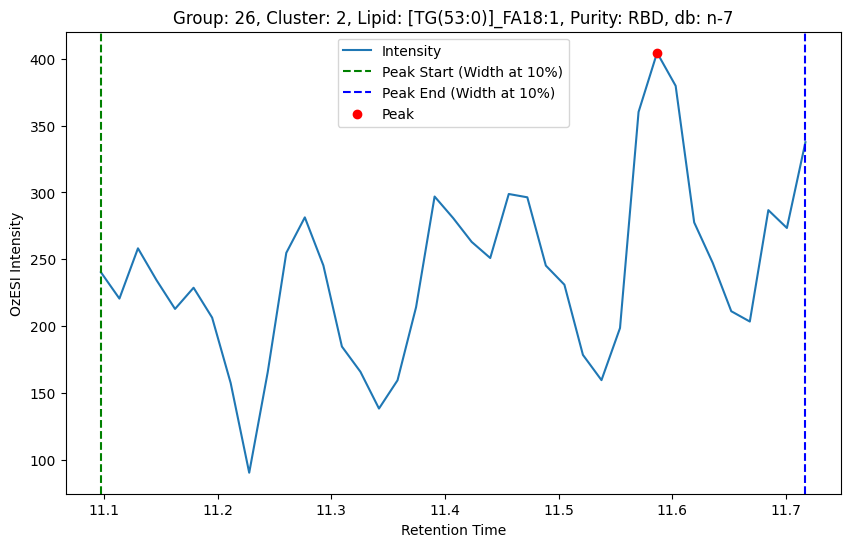 Group: 26, Cluster: 2, Lipid: [TG(53:0)]_FA18:1, Purity: RBD, db: n-7
Intensity
Peak Start (Width at 10%)
Peak End (Width at 10%)
Peak
OzESI Intensity
400
350
300
250
200
150
100
11.1 11.2 11.3 11.4 11.5 11.6 11.7
Retention Time